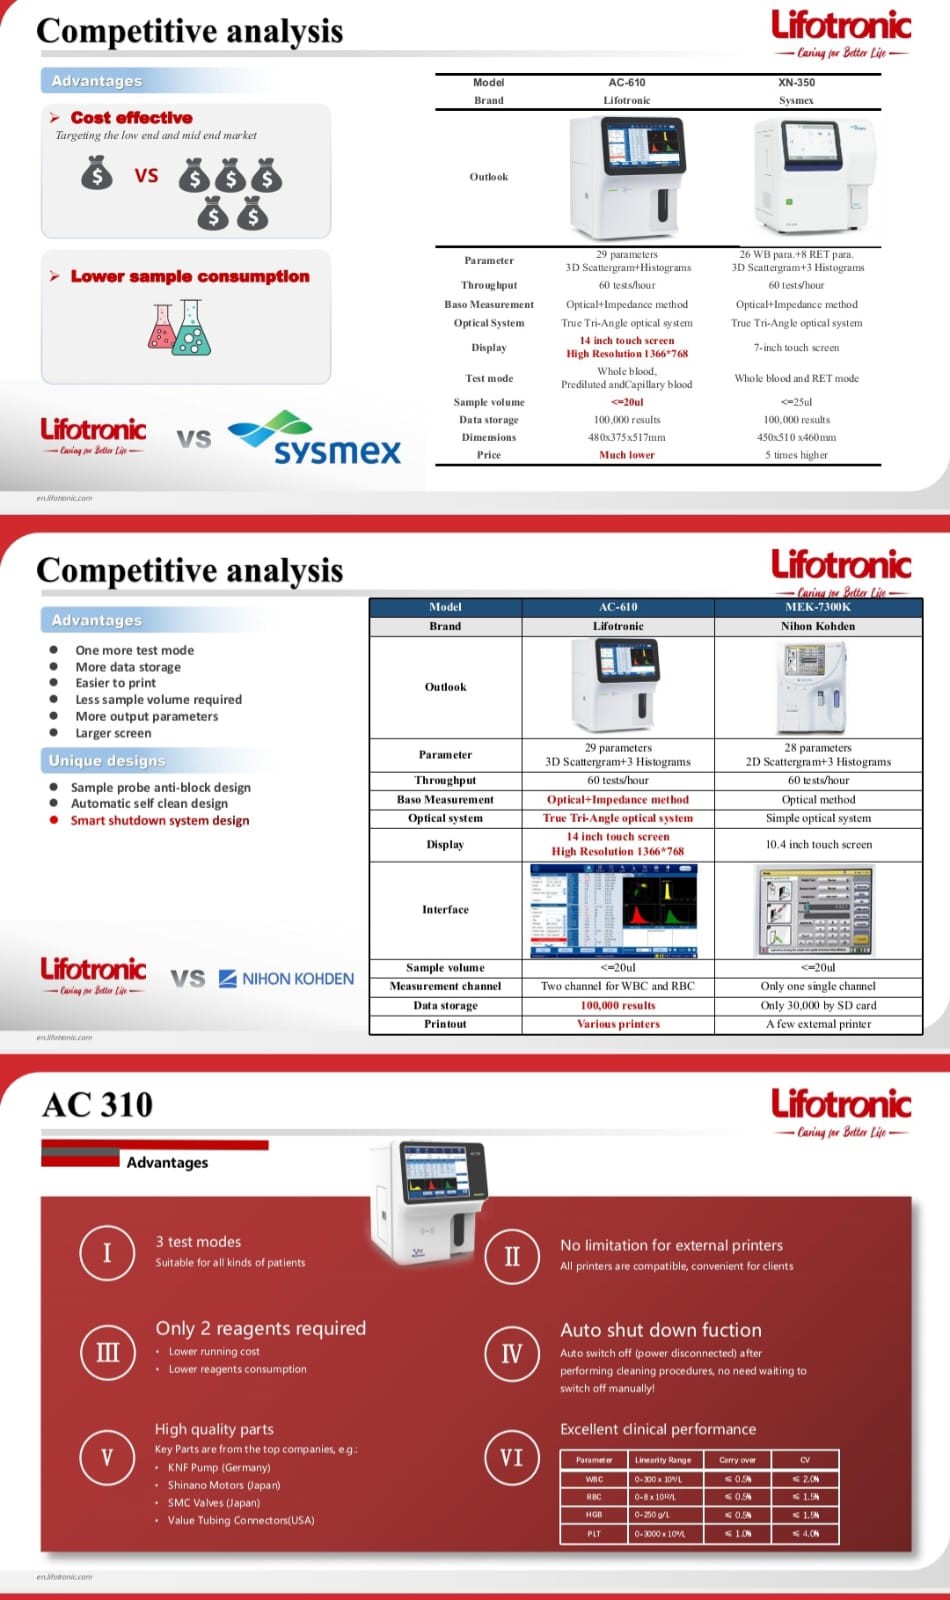 Competitive analysis
Lifotronic
Caring for Better Life
Advantages
Cost effective
Targeting the low end and mid end market
VS
Lower sample consumption
Lifotronic
Caring for Better Life
VS
sysmex
Model AC-610 XN-350
Brand Lifotronic Sysmex
Outlook
Parameter 29 parameters 3D Scattergram+Histograms 26 WB para.+8 RET para. 3D Scattergram+3 Histograms
Throughput 60 tests/hour 60 tests/hour
Baso Measurement Optical+Impedance method Optical+Impedance method
Optical System True Tri-Angle optical system True Tri-Angle optical system
Display 14 inch touch screen High Resolution 1366*768 7-inch touch screen
Test mode Whole blood, Prediluted andCapillary blood Whole blood and RET mode
Sample volume <=20ul <=25ul
Data storage 100,000 results 100,000 results
Dimensions 480x375x517mm 450x510 x460mm
Price Much lower 5 times higher
en.lifotronic.com
Competitive analysis
Lifotronic
Caring for Better Life
Advantages
One more test mode
More data storage
Easier to print
Less sample volume required
More output parameters
Larger screen
Unique designs
Sample probe anti-block design
Automatic self clean design
Smart shutdown system design
Lifotronic
Caring for Better Life
VS
NIHON KOHDEN
Model AC-610 MEK-7300K
Brand Lifotronic Nihon Kohden
Outlook
Parameter 29 parameters 3D Scattergram+3 Histograms 28 parameters 2D Scattergram+3 Histograms
Throughput 60 tests/hour 60 tests/hour
Baso Measurement Optical+Impedance method Optical method
Optical system True Tri-Angle optical system Simple optical system
Display 14 inch touch screen High Resolution 1366*768 10.4 inch touch screen
Interface
Sample volume <=20ul <=20ul
Measurement channel Two channel for WBC and RBC Only one single channel
Data storage 100,000 results Only 30,000 by SD card
Printout Various printers A few external printer
en.lifotronic.com
AC 310
Lifotronic
Caring for Better Life
Advantages
I
3 test modes
Suitable for all kinds of patients
II
No limitation for external printers
All printers are compatible, convenient for clients
III
Only 2 reagents required
Lower running cost
Lower reagents consumption
IV
Auto shut down fuction
Auto switch off (power disconnected) after
performing cleaning procedures, no need waiting to
switch off manually!
V
High quality parts
Key Parts are from the top companies, e.g.:
KNF Pump (Germany)
Shinano Motors (Japan)
SMC Valves (Japan)
Value Tubing Connectors(USA)
VI
Excellent clinical performance
Parameter Linearity Range Carry over CV
WBC 0-300 x 10⁹/L ≤ 0.5% ≤ 2.0%
RBC 0-8 x 10¹²/L ≤ 0.5% ≤ 1.5%
HGB 0-250 g/L ≤ 0.5% ≤ 1.5%
PLT 0-3000 x 10⁹/L ≤ 1.0% ≤ 4.0%
en.lifotronic.com